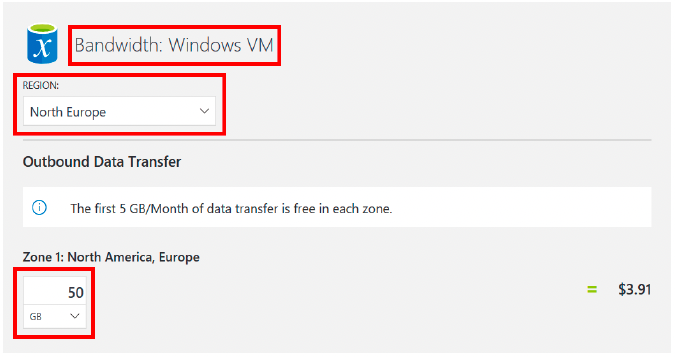 X
Bandwidth: Windows VM
REGION:
North Europe
Outbound Data Transfer
The first 5 GB/Month of data transfer is free in each zone.
Zone 1: North America, Europe
50
GB
= $3.91